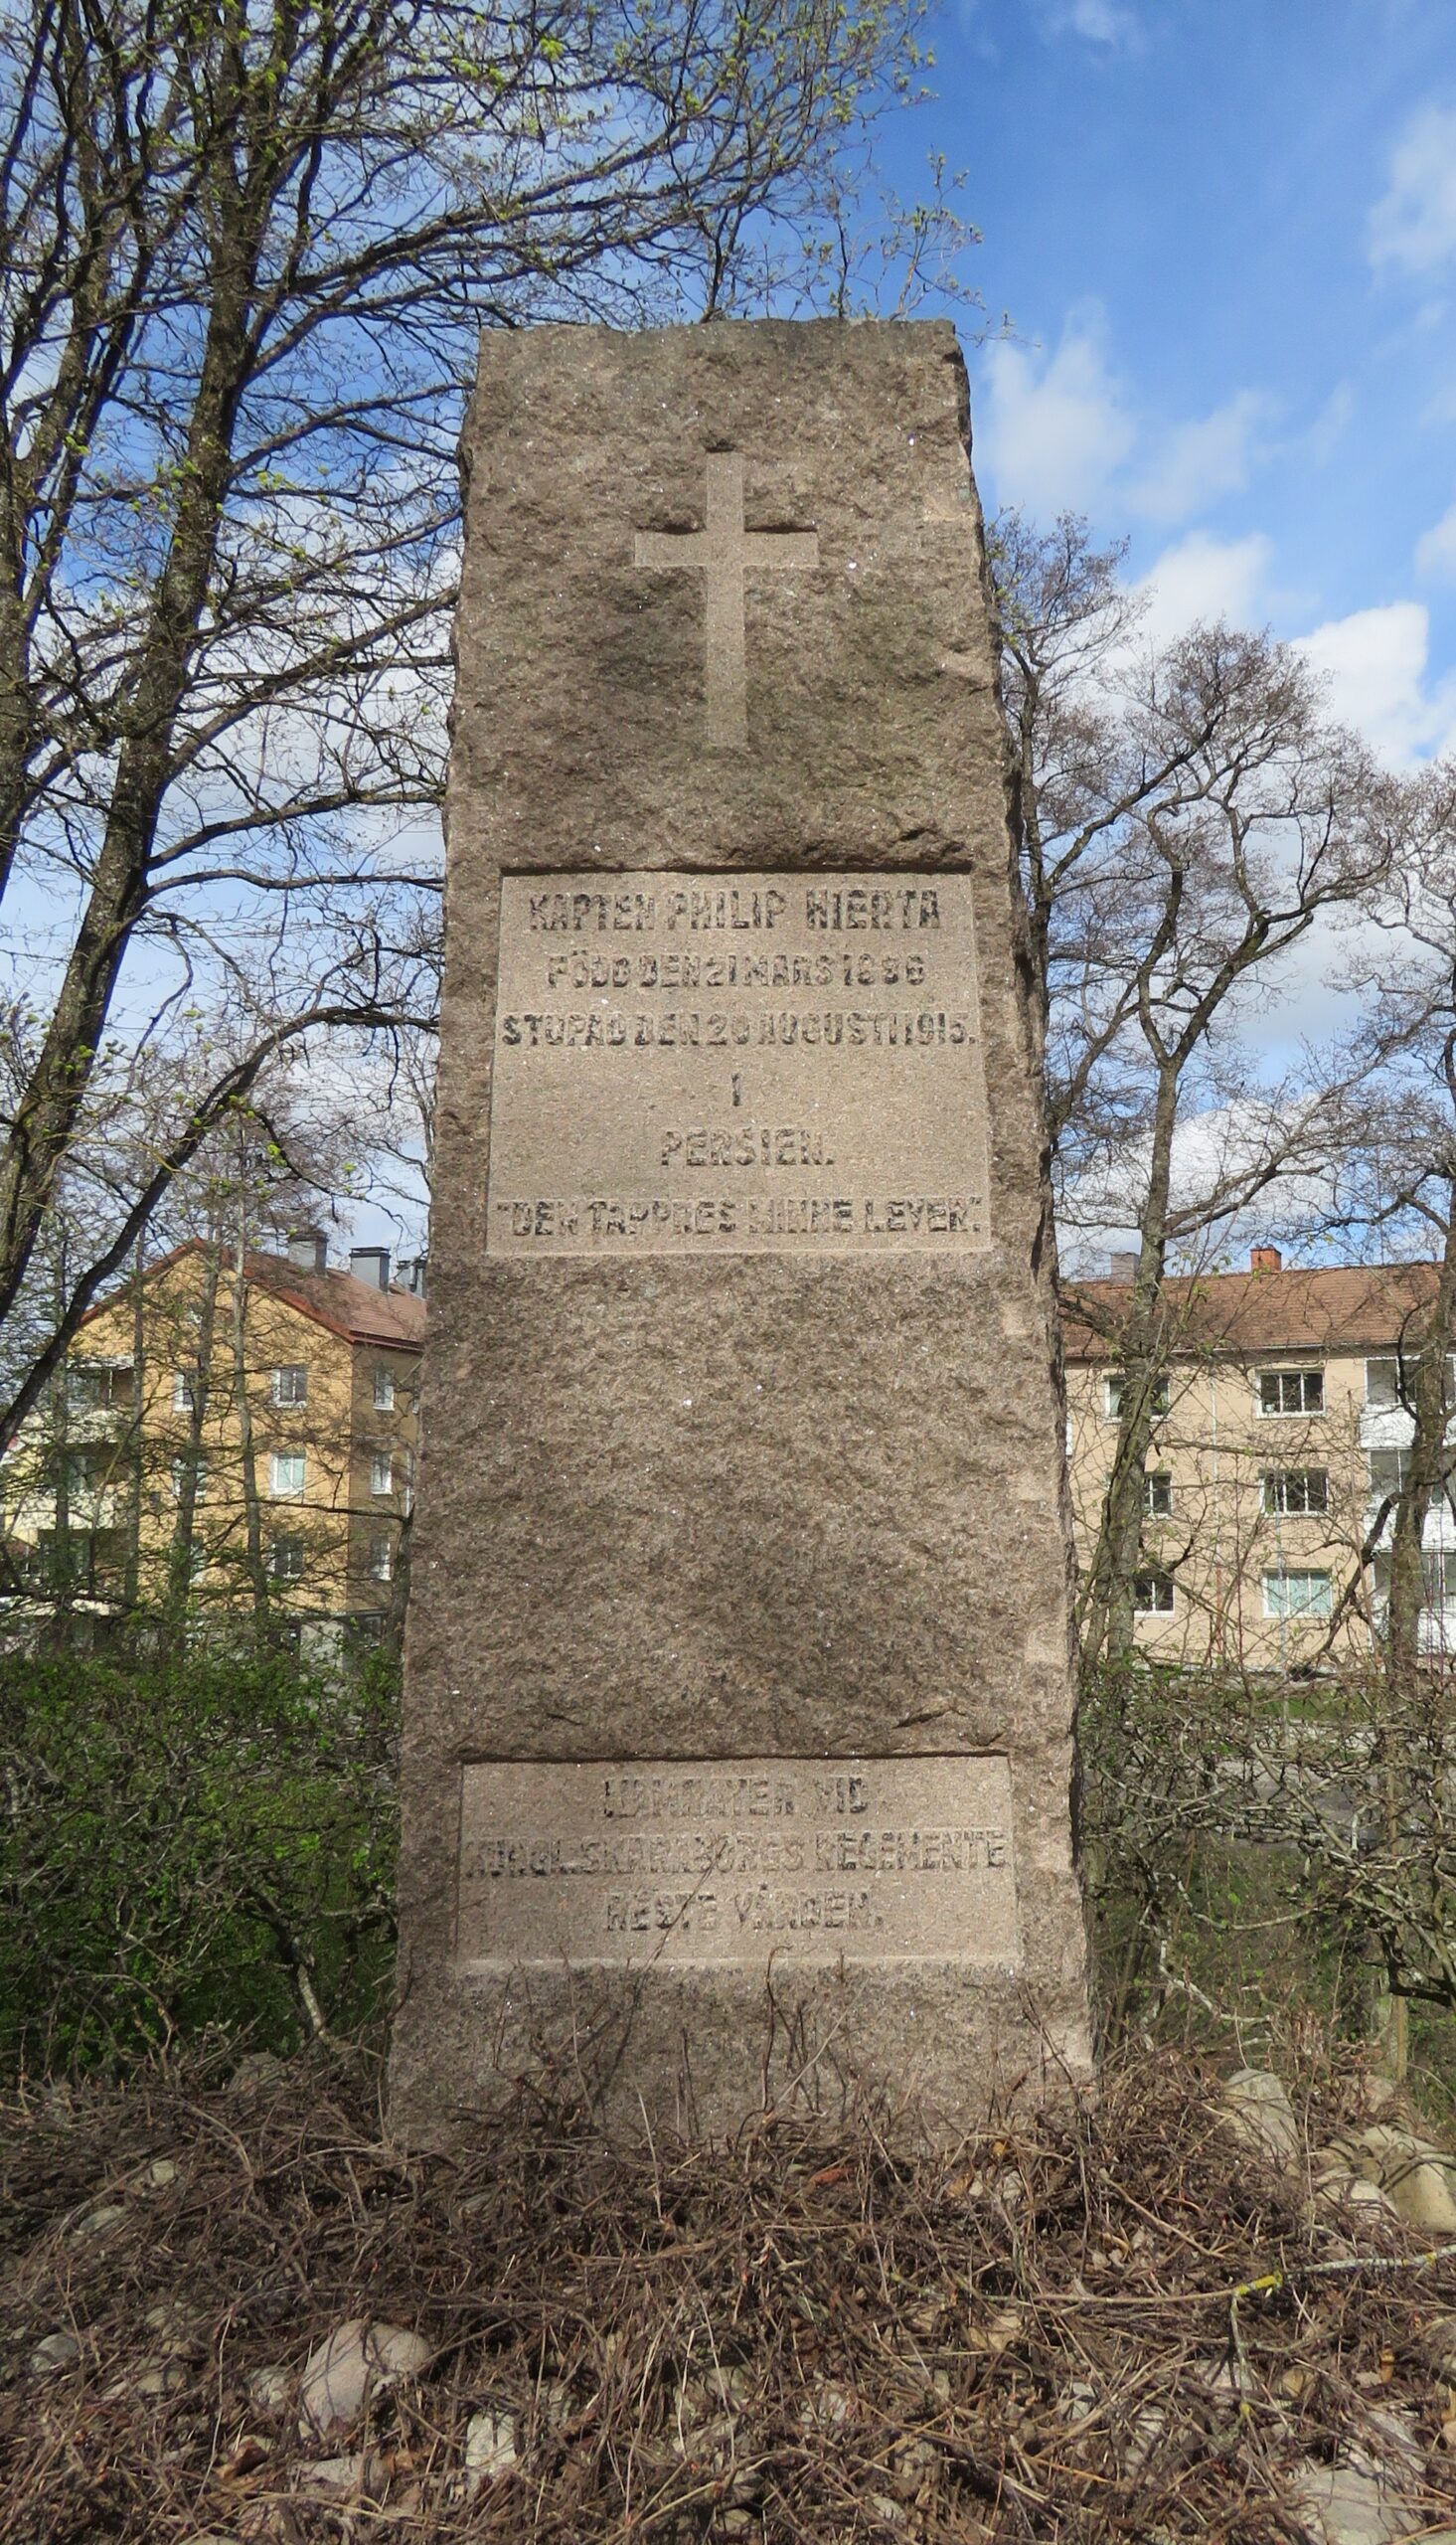 KAPTEN PHILIP HIERTA
FÖDD DEN 21 MARS 1886
STUPAD DEN 20 AUGUSTI 1915.
I
PERSIEN.
"DEN TAPPRES MINNE LEVER."
KAMRATER VID
KUNGL. SKARABORGS REGEMENTE
RESTE VÅRDEN.